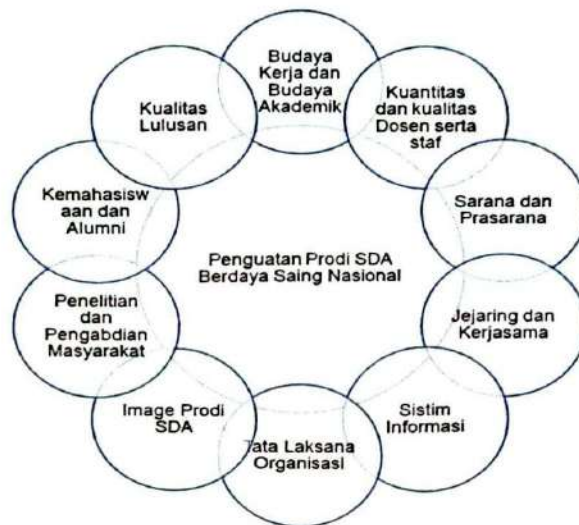 Budaya
Kerja dan
Budaya
Akademik
Kuantitas
dan kualitas
Dosen serta
staf
Sarana dan
Prasarana
Jejaring dan
Kerjasama
Sistim
Informasi
Tata Laksana
Organisasi
Image Prodi
SDA
Penelitian
dan
Pengabdian
Masyarakat
Kemahasisw
aan dan
Alumni
Kualitas
Lulusan
Penguatan Prodi SDA
Berdaya Saing Nasional